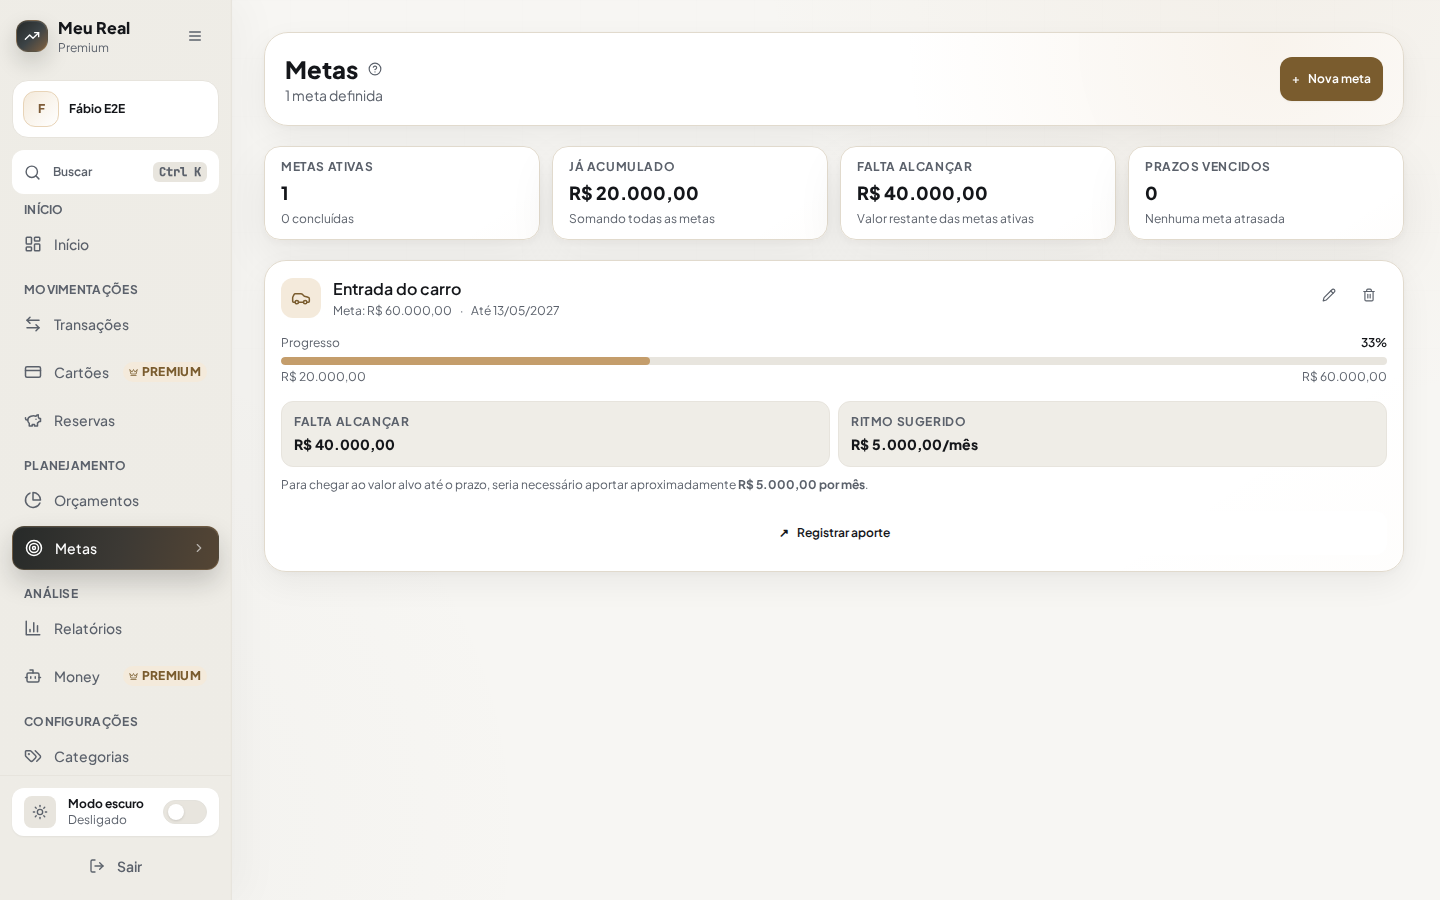 Meu Real
Premium
F
Fábio E2E
Buscar
Ctrl K
INÍCIO
Início
MOVIMENTAÇÕES
Transações
Cartões
PREMIUM
Reservas
PLANEJAMENTO
Orçamentos
Metas
ANÁLISE
Relatórios
Money
PREMIUM
CONFIGURAÇÕES
Categorias
Modo escuro
Desligado
Sair
Metas
1 meta definida
+ Nova meta
METAS ATIVAS
1
0 concluídas
JÁ ACUMULADO
R$ 20.000,00
Somando todas as metas
FALTA ALCANÇAR
R$ 40.000,00
Valor restante das metas ativas
PRAZOS VENCIDOS
0
Nenhuma meta atrasada
Entrada do carro
Meta: R$ 60.000,00 · Até 13/05/2027
Progresso
33%
R$ 20.000,00
R$ 60.000,00
FALTA ALCANÇAR
R$ 40.000,00
RITMO SUGERIDO
R$ 5.000,00/mês
Para chegar ao valor alvo até o prazo, seria necessário aportar aproximadamente R$ 5.000,00 por mês.
↗ Registrar aporte